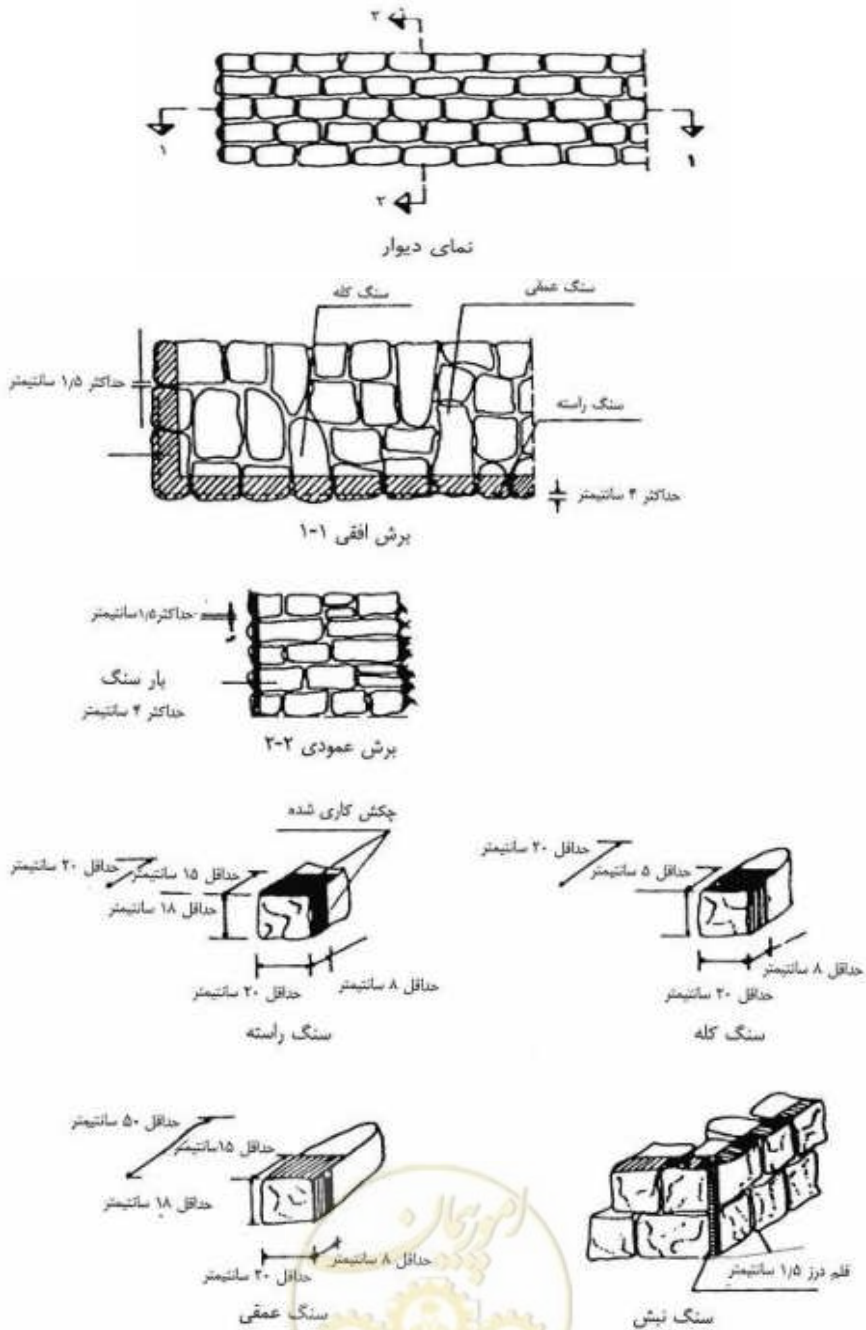 ۲
۱
۱
۲
نمای دیوار
سنگ کله
سنگ عمقی
حداکثر ۱/۵ سانتیمتر
سنگ راسته
حداکثر ۴ سانتیمتر
برش افقی ۱-۱
حداکثر ۱/۵ سانتیمتر
بار سنگ
حداکثر ۴ سانتیمتر
برش عمودی ۲-۲
چکش کاری شده
حداقل ۲۰ سانتیمتر
حداقل ۱۵ سانتیمتر
حداقل ۱۸ سانتیمتر
حداقل ۸ سانتیمتر
حداقل ۲۰ سانتیمتر
سنگ راسته
حداقل ۲۰ سانتیمتر
حداقل ۵ سانتیمتر
حداقل ۸ سانتیمتر
حداقل ۲۰ سانتیمتر
سنگ کله
حداقل ۵۰ سانتیمتر
حداقل ۱۵ سانتیمتر
حداقل ۱۸ سانتیمتر
حداقل ۸ سانتیمتر
حداقل ۲۰ سانتیمتر
سنگ عمقی
قلم درز ۱/۵ سانتیمتر
سنگ نبش
امور پیمان